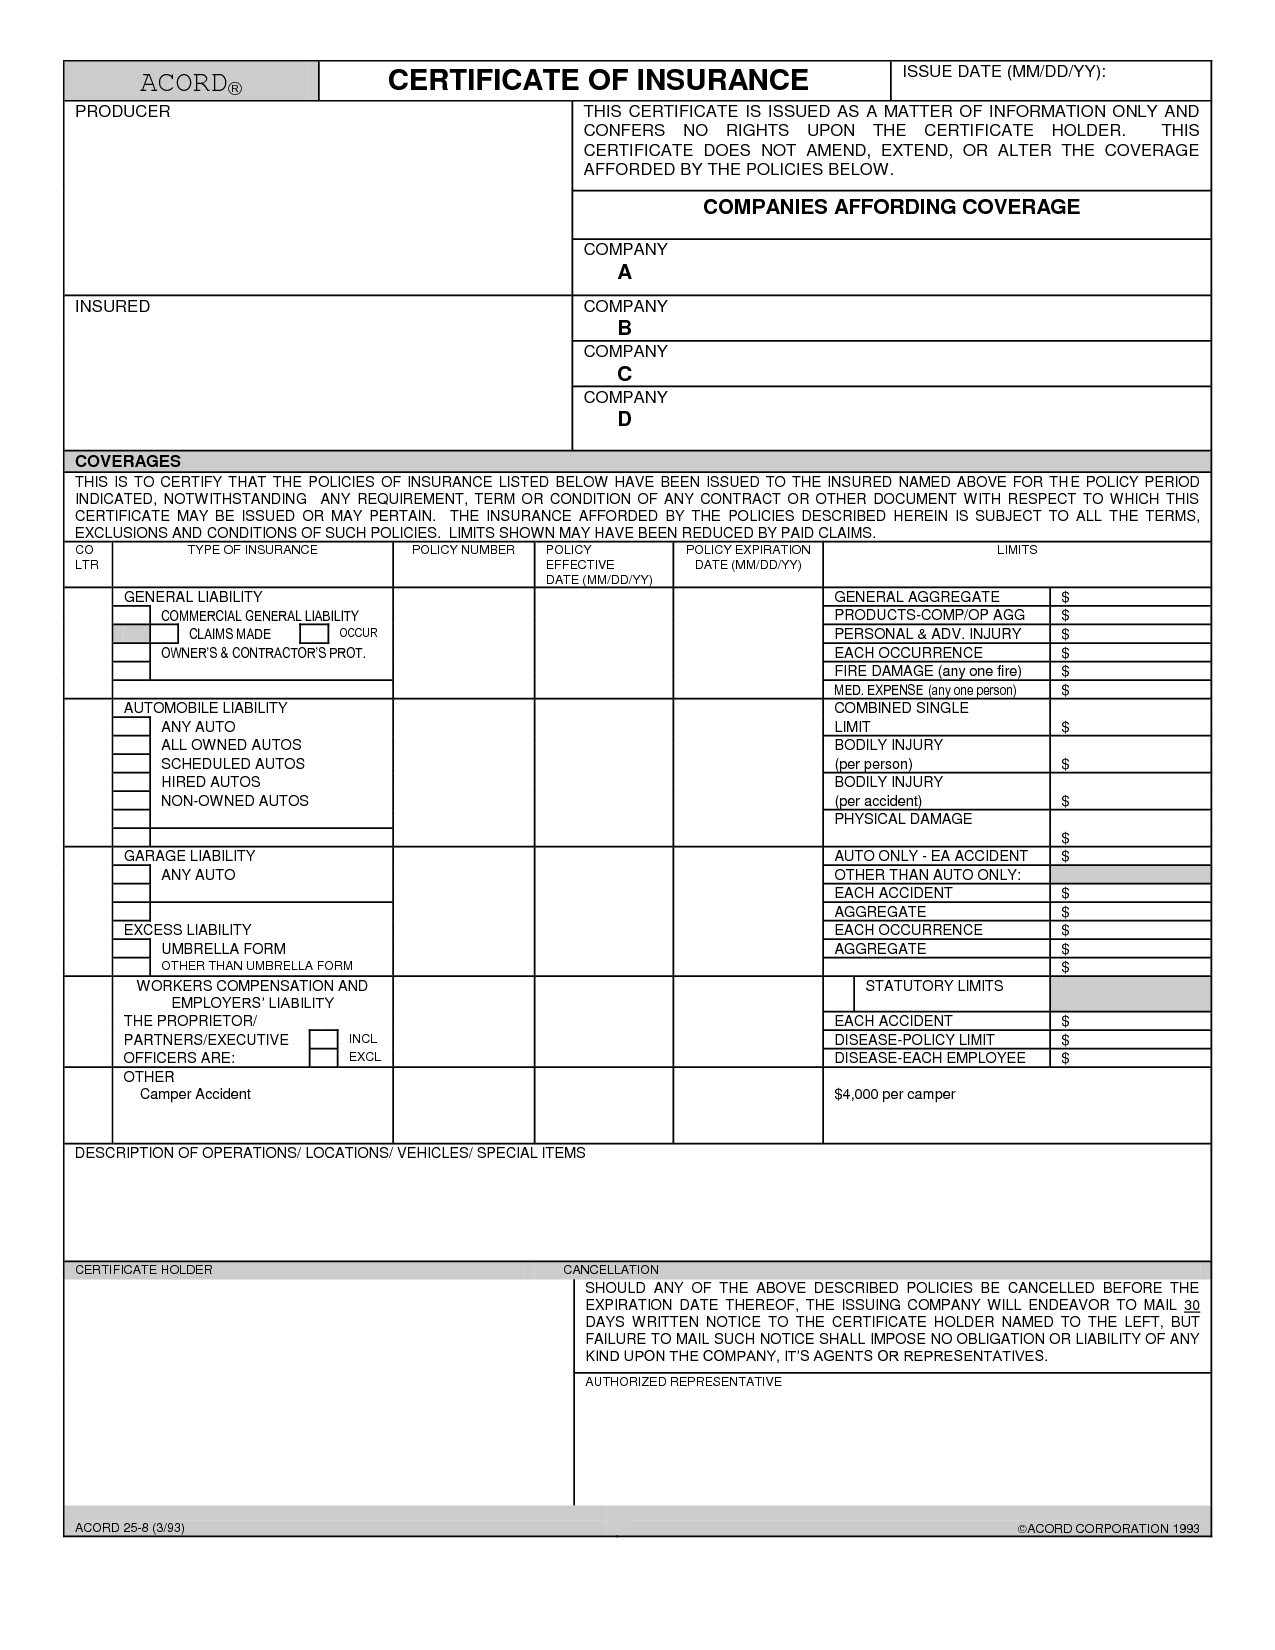 ACORD®
CERTIFICATE OF INSURANCE
ISSUE DATE (MM/DD/YY):
PRODUCER
THIS CERTIFICATE IS ISSUED AS A MATTER OF INFORMATION ONLY AND
CONFERS NO RIGHTS UPON THE CERTIFICATE HOLDER. THIS
CERTIFICATE DOES NOT AMEND, EXTEND, OR ALTER THE COVERAGE
AFFORDED BY THE POLICIES BELOW.
COMPANIES AFFORDING COVERAGE
COMPANY
A
INSURED
COMPANY
B
COMPANY
C
COMPANY
D
COVERAGES
THIS IS TO CERTIFY THAT THE POLICIES OF INSURANCE LISTED BELOW HAVE BEEN ISSUED TO THE INSURED NAMED ABOVE FOR THE POLICY PERIOD
INDICATED, NOTWITHSTANDING ANY REQUIREMENT, TERM OR CONDITION OF ANY CONTRACT OR OTHER DOCUMENT WITH RESPECT TO WHICH THIS
CERTIFICATE MAY BE ISSUED OR MAY PERTAIN. THE INSURANCE AFFORDED BY THE POLICIES DESCRIBED HEREIN IS SUBJECT TO ALL THE TERMS,
EXCLUSIONS AND CONDITIONS OF SUCH POLICIES. LIMITS SHOWN MAY HAVE BEEN REDUCED BY PAID CLAIMS.
CO
LTR
TYPE OF INSURANCE
POLICY NUMBER
POLICY
EFFECTIVE
DATE (MM/DD/YY)
POLICY EXPIRATION
DATE (MM/DD/YY)
LIMITS
GENERAL LIABILITY
COMMERCIAL GENERAL LIABILITY
CLAIMS MADE OCCUR
OWNER'S & CONTRACTOR'S PROT.
GENERAL AGGREGATE $
PRODUCTS-COMP/OP AGG $
PERSONAL & ADV. INJURY $
EACH OCCURRENCE $
FIRE DAMAGE (any one fire) $
MED. EXPENSE (any one person) $
AUTOMOBILE LIABILITY
ANY AUTO
ALL OWNED AUTOS
SCHEDULED AUTOS
HIRED AUTOS
NON-OWNED AUTOS
COMBINED SINGLE
LIMIT $
BODILY INJURY
(per person) $
BODILY INJURY
(per accident) $
PHYSICAL DAMAGE
$
GARAGE LIABILITY
ANY AUTO
AUTO ONLY - EA ACCIDENT $
OTHER THAN AUTO ONLY:
EACH ACCIDENT $
AGGREGATE $
EXCESS LIABILITY
UMBRELLA FORM
OTHER THAN UMBRELLA FORM
EACH OCCURRENCE $
AGGREGATE $
$
WORKERS COMPENSATION AND
EMPLOYERS' LIABILITY
THE PROPRIETOR/
PARTNERS/EXECUTIVE INCL
OFFICERS ARE: EXCL
STATUTORY LIMITS
EACH ACCIDENT $
DISEASE-POLICY LIMIT $
DISEASE-EACH EMPLOYEE $
OTHER
Camper Accident
$4,000 per camper
DESCRIPTION OF OPERATIONS/ LOCATIONS/ VEHICLES/ SPECIAL ITEMS
CERTIFICATE HOLDER
CANCELLATION
SHOULD ANY OF THE ABOVE DESCRIBED POLICIES BE CANCELLED BEFORE THE
EXPIRATION DATE THEREOF, THE ISSUING COMPANY WILL ENDEAVOR TO MAIL 30
DAYS WRITTEN NOTICE TO THE CERTIFICATE HOLDER NAMED TO THE LEFT, BUT
FAILURE TO MAIL SUCH NOTICE SHALL IMPOSE NO OBLIGATION OR LIABILITY OF ANY
KIND UPON THE COMPANY, IT'S AGENTS OR REPRESENTATIVES.
AUTHORIZED REPRESENTATIVE
ACORD 25-8 (3/93)
©ACORD CORPORATION 1993